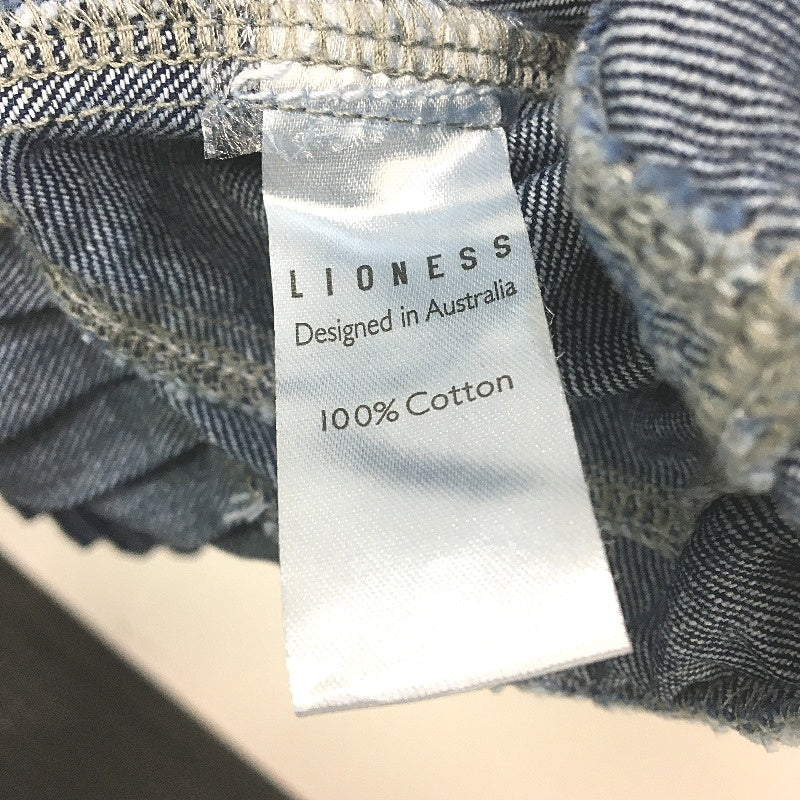 LIONESS
Designed in Australia
100% Cotton